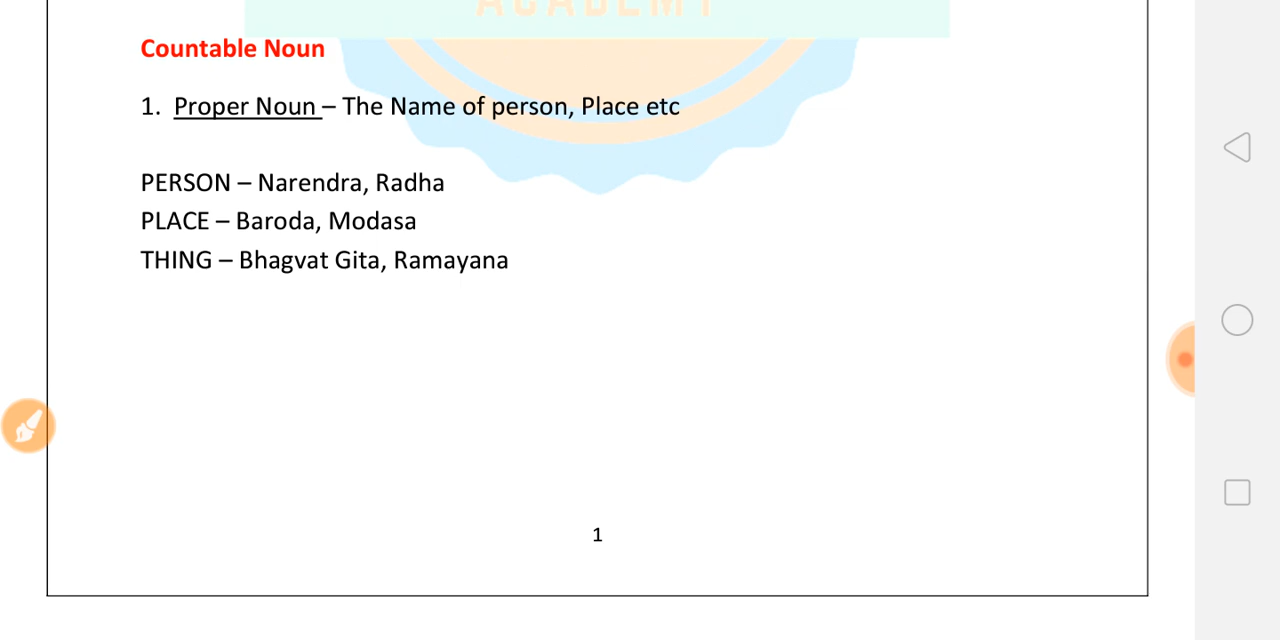 ACADEMY
Countable Noun
1. Proper Noun – The Name of person, Place etc
PERSON – Narendra, Radha
PLACE – Baroda, Modasa
THING – Bhagvat Gita, Ramayana
1